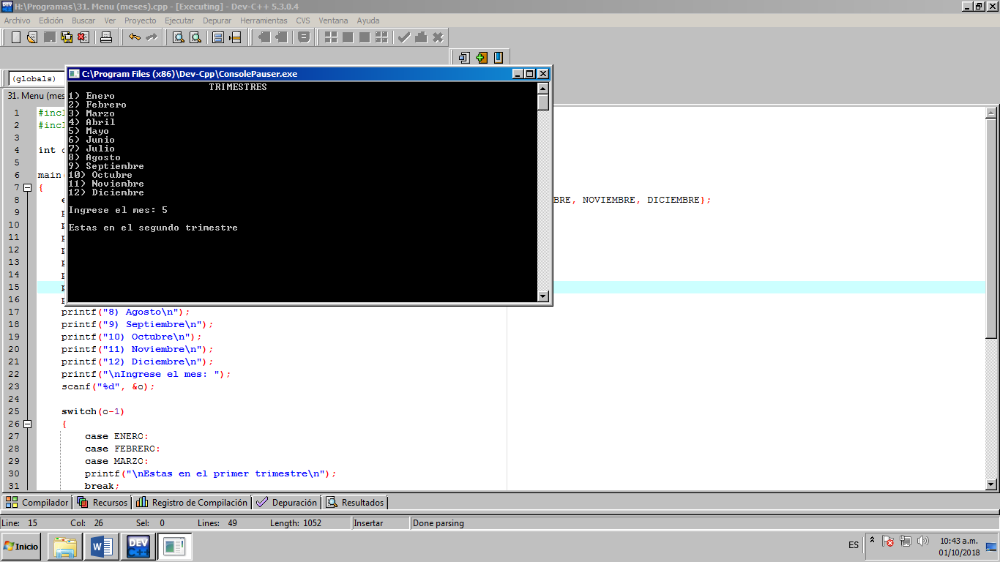 H:\Programas\31. Menu (meses).cpp - [Executing] - Dev-C++ 5.3.0.4
Archivo Edición Buscar Ver Proyecto Ejecutar Depurar Herramientas CVS Ventana Ayuda
(globals)
31. Menu (mes
C:\Program Files (x86)\Dev-Cpp\ConsolePauser.exe
TRIMESTRES
1) Enero
2) Febrero
3) Marzo
4) Abril
5) Mayo
6) Junio
7) Julio
8) Agosto
9) Septiembre
10) Octubre
11) Noviembre
12) Diciembre
Ingrese el mes: 5
Estas en el segundo trimestre
1 #incl
2 #incl
3
4 int o
5
6 main
7 {
8 e BRE, NOVIEMBRE, DICIEMBRE};
9 p
10 p
11 p
12 p
13 p
14 p
15 p
16 p
17 printf("8) Agosto\n");
18 printf("9) Septiembre\n");
19 printf("10) Octubre\n");
20 printf("11) Noviembre\n");
21 printf("12) Diciembre\n");
22 printf("\nIngrese el mes: ");
23 scanf("%d", &o);
24
25 switch(o-1)
26 {
27 case ENERO:
28 case FEBRERO:
29 case MARZO:
30 printf("\nEstas en el primer trimestre\n");
31 break;
Compilador Recursos Registro de Compilación Depuración Resultados
Line: 15 Col: 26 Sel: 0 Lines: 49 Length: 1052 Insertar Done parsing
Inicio DEV C++ ES 10:43 a.m.
01/10/2018